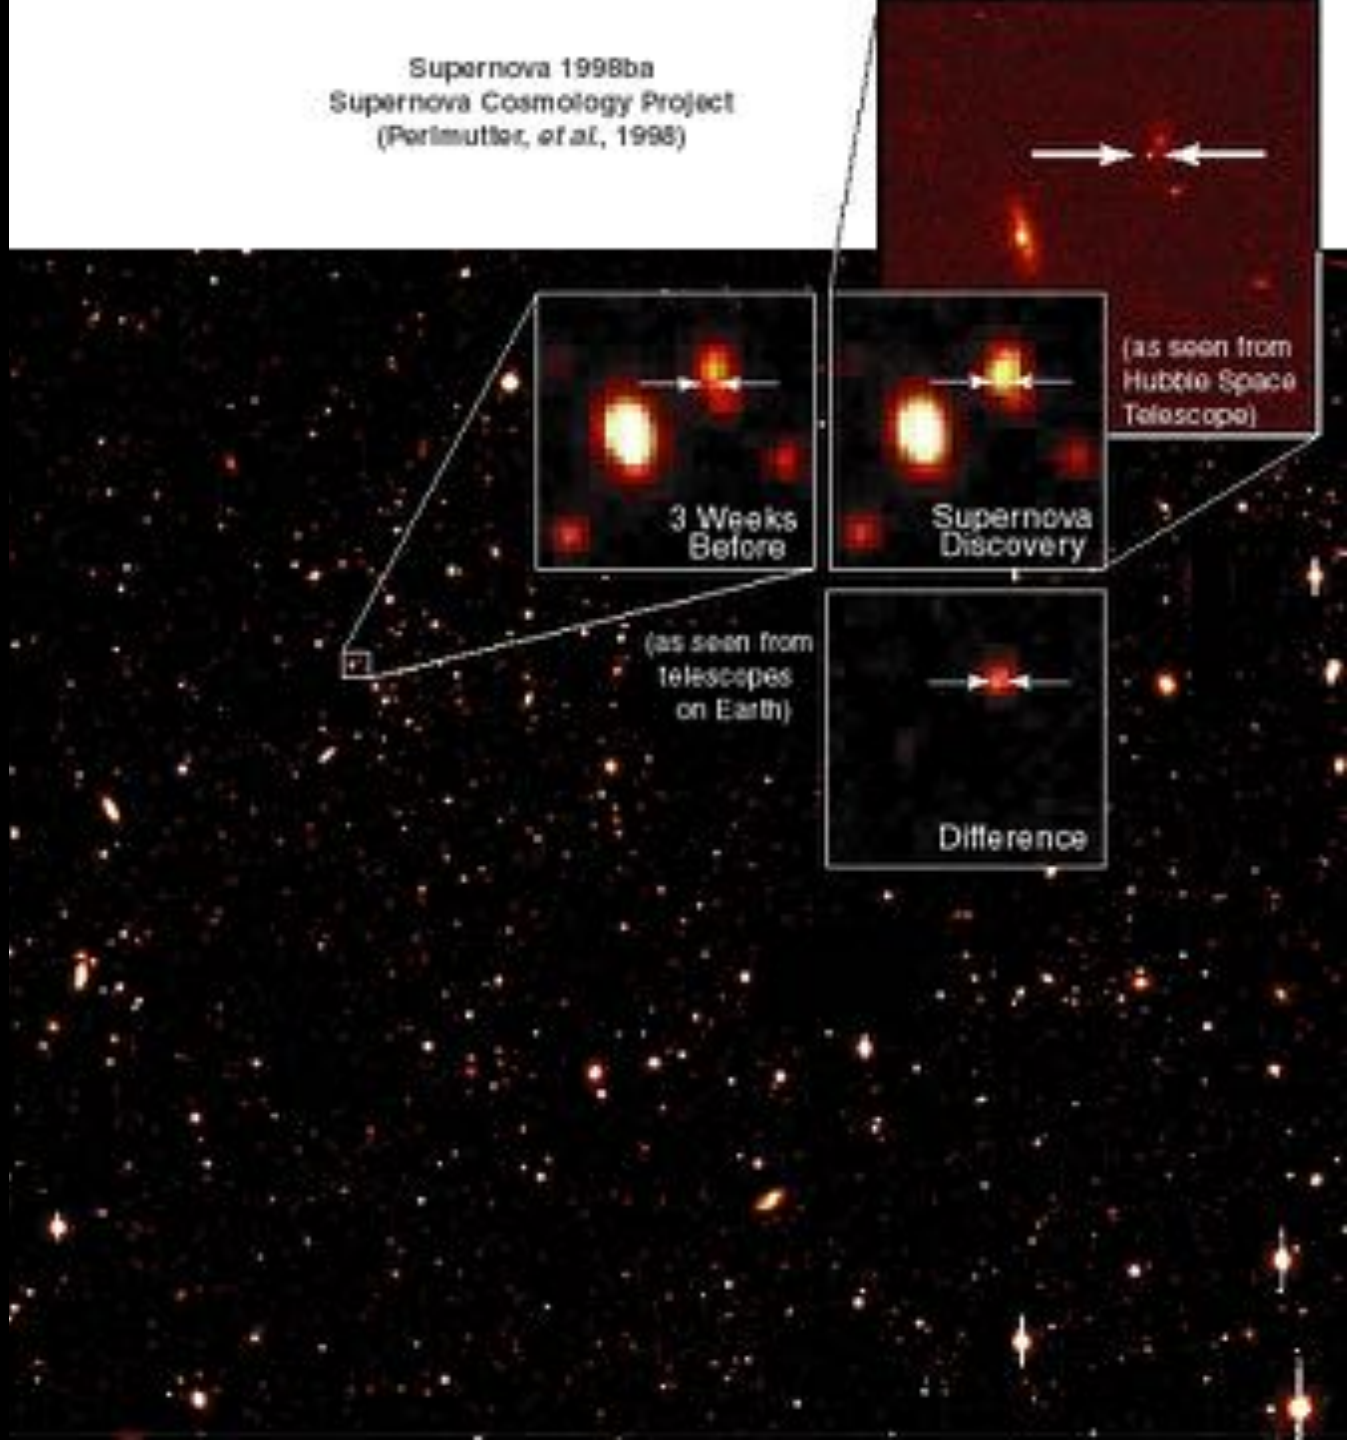 Supernova 1998ba
Supernova Cosmology Project
(Perlmutter, et al., 1998)
(as seen from
Hubble Space
Telescope)
3 Weeks
Before
Supernova
Discovery
(as seen from
telescopes
on Earth)
Difference